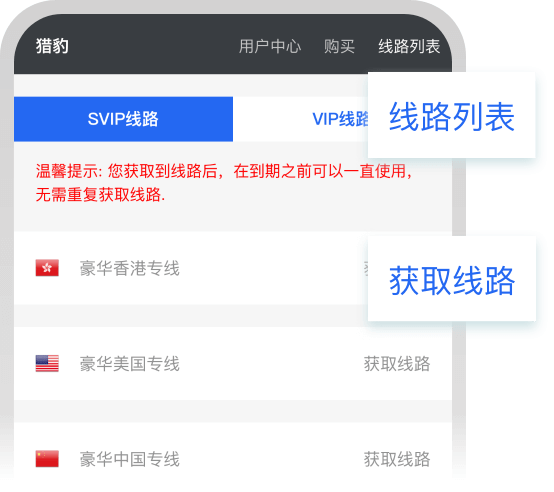 猎豹
用户中心 购买 线路列表
线路列表
SVIP线路
VIP线路
温馨提示: 您获取到线路后，在到期之前可以一直使用，
无需重复获取线路.
豪华香港专线
获取线路
豪华美国专线 获取线路
豪华中国专线 获取线路